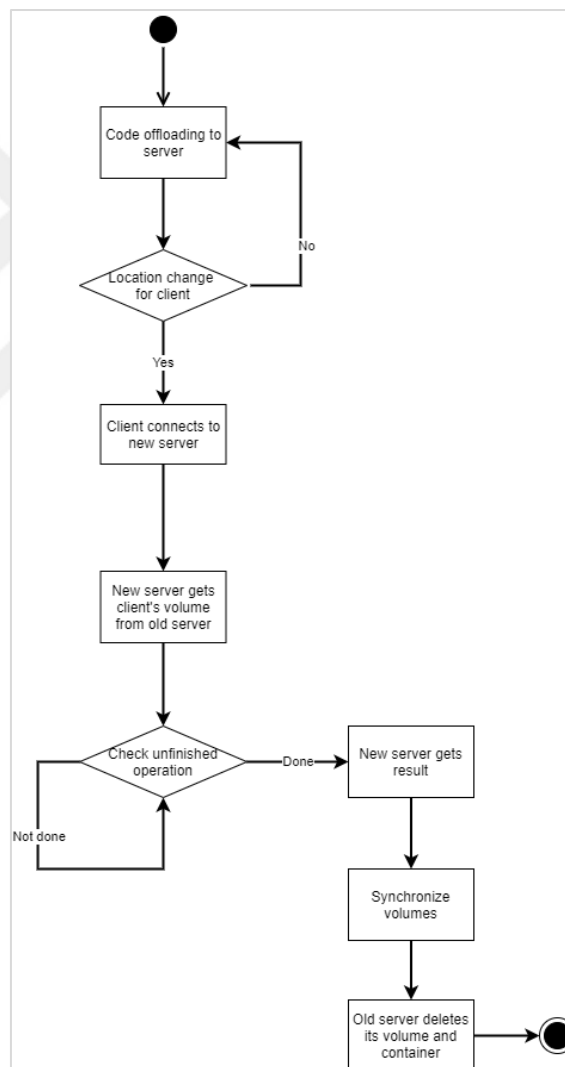 Code offloading to
server
No
Location change
for client
Yes
Client connects to
new server
New server gets
client's volume
from old server
Check unfinished
operation
Done
New server gets
result
Not done
Synchronize
volumes
Old server deletes
its volume and
container